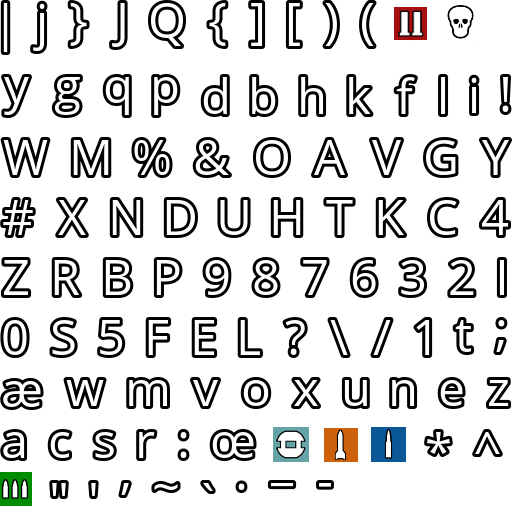 | j } J Q { ] [ ) (
y g q p d b h k f l i !
W M % & O A V G Y
# X N D U H T K C 4
Z R B P 9 8 7 6 3 2 I
0 S 5 F E L ? \ / 1 t ;
æ w m v o x u n e z
a c s r : œ * ^
" ' ′ ~ ` · — -